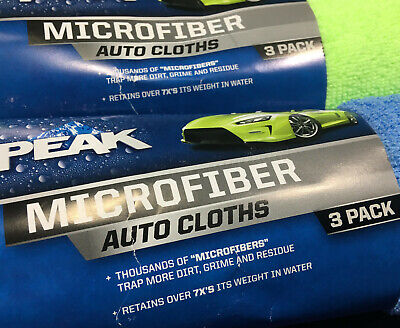 MICROFIBER
AUTO CLOTHS
3 PACK
THOUSANDS OF "MICROFIBERS"
TRAP MORE DIRT, GRIME AND RESIDUE
+ RETAINS OVER 7X'S ITS WEIGHT IN WATER
PEAK
MICROFIBER
AUTO CLOTHS
3 PACK
+ THOUSANDS OF "MICROFIBERS"
TRAP MORE DIRT, GRIME AND RESIDUE
+ RETAINS OVER 7X'S ITS WEIGHT IN WATER